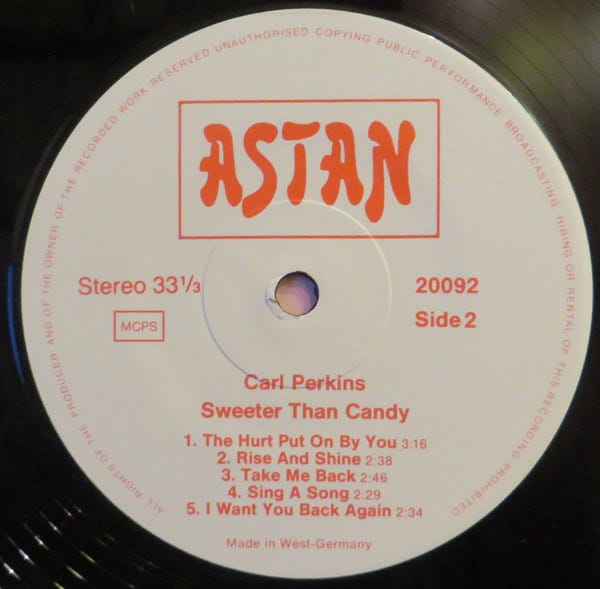 ALL RIGHTS OF THE PRODUCER AND OF THE OWNER OF THE RECORDED WORK RESERVED UNAUTHORISED COPYING PUBLIC PERFORMANCE BROADCASTING HIRING OR RENTAL OF THIS RECORDING PROHIBITED
ASTAN
Stereo 33 1/3
20092
MCPS
Side 2
Carl Perkins
Sweeter Than Candy
1. The Hurt Put On By You 3:16
2. Rise And Shine 2:38
3. Take Me Back 2:46
4. Sing A Song 2:29
5. I Want You Back Again 2:34
Made in West-Germany